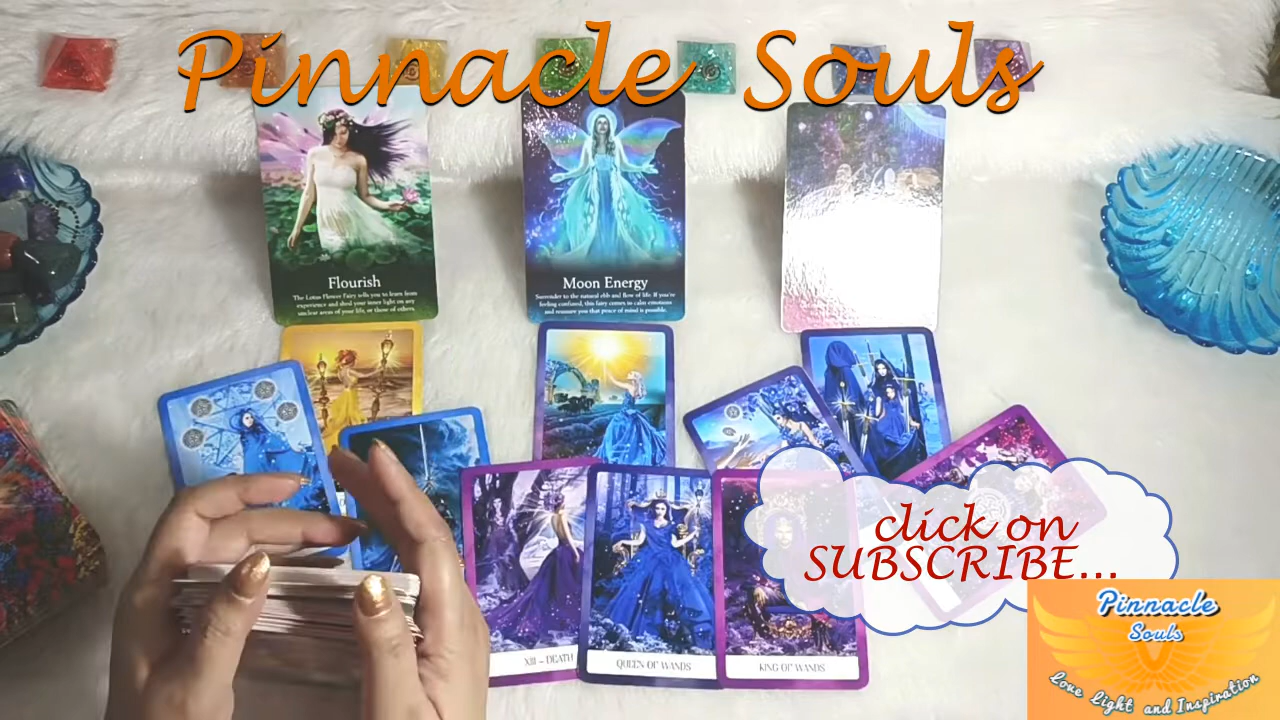 Pinnacle Souls
Flourish
The Lotus Flower Fairy tells you to learn from
experience and shed your inner light on any
unclear areas of your life, or those of others.
Moon Energy
Surrender to the natural ebb and flow of life. If you're
feeling confused, this fairy comes to calm emotions
and reassure you that peace of mind is possible.
click on
SUBSCRIBE...
XIII – DEATH
QUEEN OF WANDS
KING OF WANDS
Pinnacle
Souls
Love Light and Inspiration